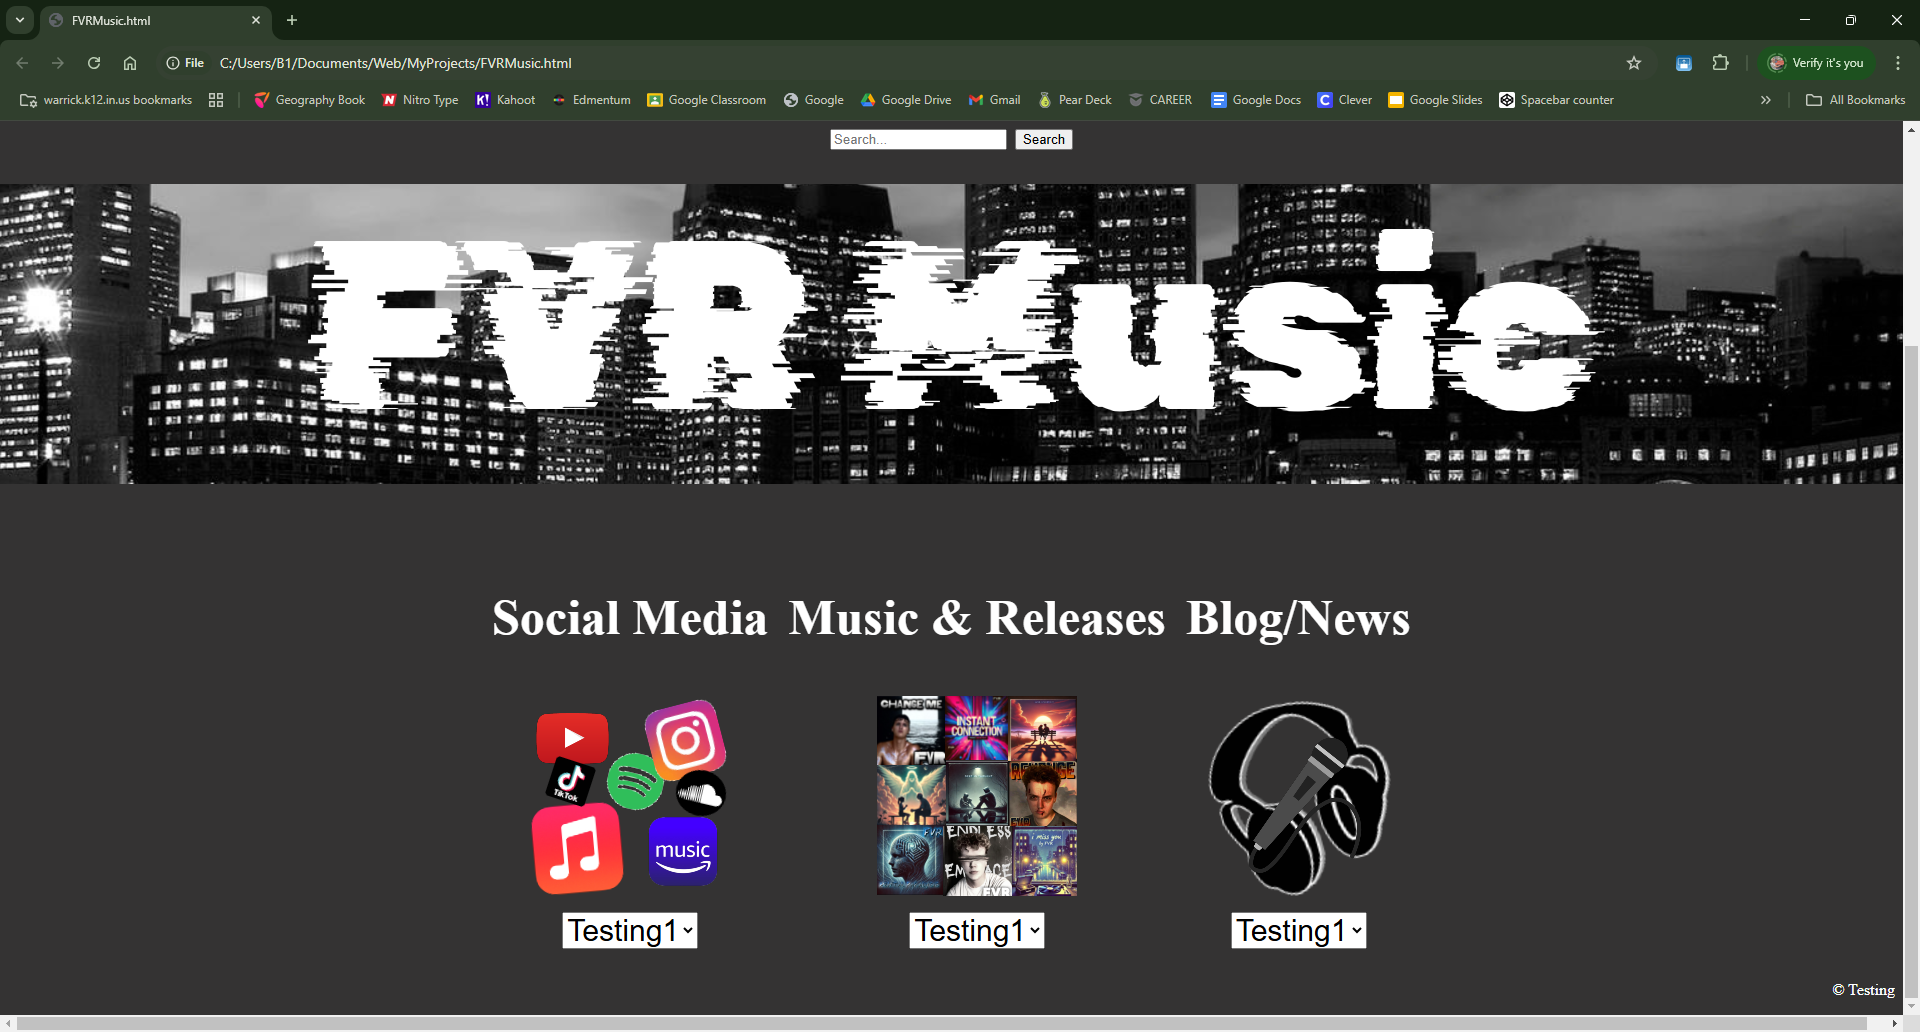 FVRMusic.html
File C:/Users/B1/Documents/Web/MyProjects/FVRMusic.html
Verify it's you
warrick.k12.in.us bookmarks
Geography Book
Nitro Type
K! Kahoot
Edmentum
Google Classroom
Google
Google Drive
Gmail
Pear Deck
CAREER
Google Docs
C Clever
Google Slides
Spacebar counter
All Bookmarks
Search...
Search
FVR Music
Social Media Music & Releases Blog/News
TikTok
music
CHANGE ME
FVR
INSTANT CONNECTION
REVENGE
FVR
FVR
ENDLESS
FVR
i miss you
Testing1 Testing1 Testing1
© Testing